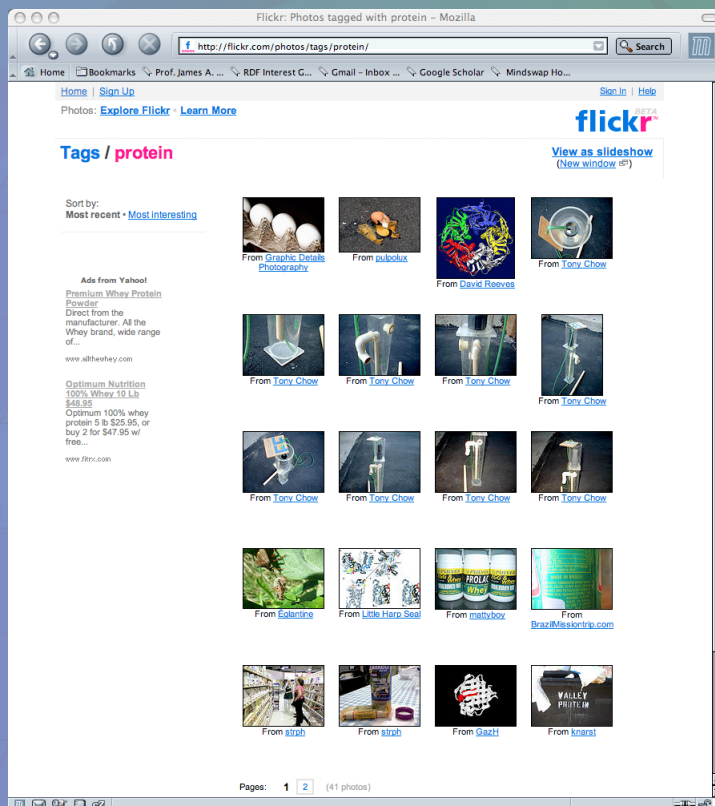 Flickr: Photos tagged with protein – Mozilla
http://flickr.com/photos/tags/protein/
Search
Home Bookmarks Prof. James A. ... RDF Interest G... Gmail – Inbox ... Google Scholar Mindswap Ho...
Home | Sign Up
Sign In | Help
Photos: Explore Flickr • Learn More
BETA
flickr
Tags / protein
View as slideshow
(New window)
Sort by:
Most recent • Most interesting
From Graphic Details
Photography
From pulpolux
From David Reeves
From Tony Chow
Ads from Yahoo!
Premium Whey Protein
Powder
Direct from the
manufacturer. All the
Whey brand, wide range
of...
www.allthewhey.com
Optimum Nutrition
100% Whey 10 Lb
$48.95
Optimum 100% whey
protein 5 lb $25.95, or
buy 2 for $47.95 w/
free...
www.fitrx.com
From Tony Chow
From Tony Chow
From Tony Chow
From Tony Chow
From Tony Chow
From Tony Chow
From Tony Chow
From Tony Chow
PROLAC
Whey
From Églantine
From Little Harp Seal
From mattyboy
From
BrazilMissiontrip.com
VALLEY
PROTEIN
From strph
From strph
From GazH
From knarst
Pages: 1 2 (41 photos)